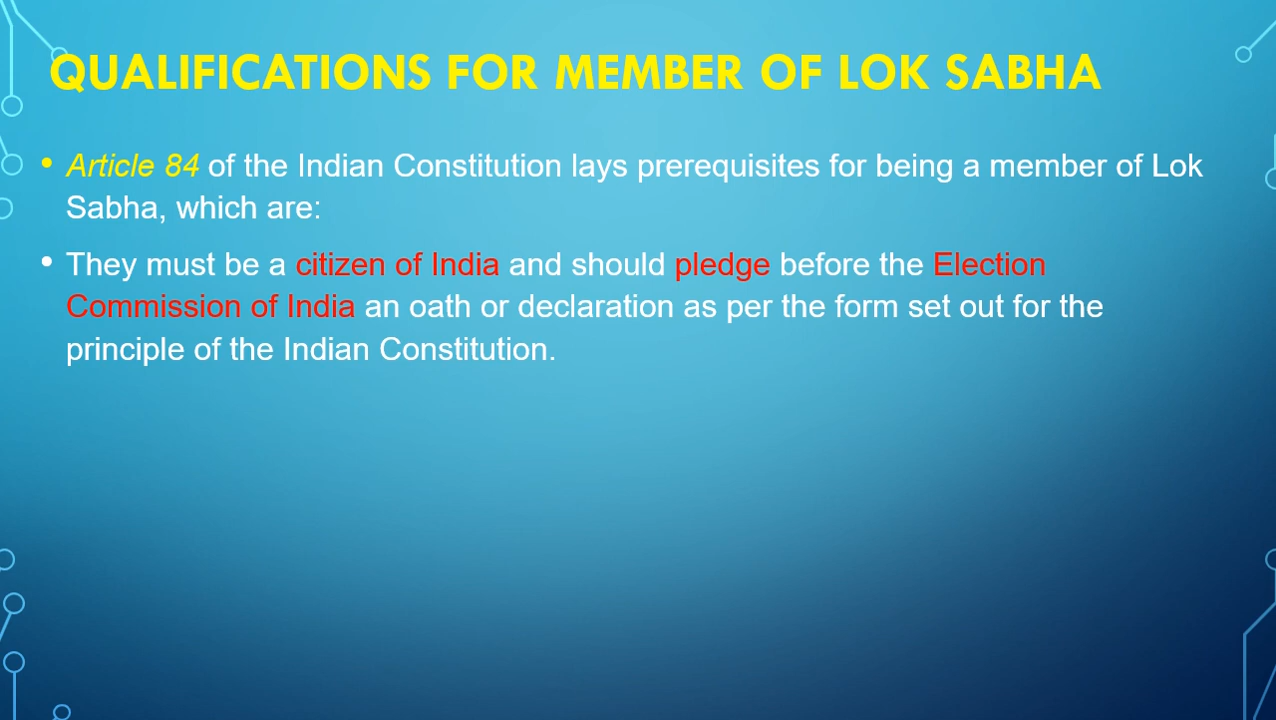 QUALIFICATIONS FOR MEMBER OF LOK SABHA
• Article 84 of the Indian Constitution lays prerequisites for being a member of Lok
Sabha, which are:
• They must be a citizen of India and should pledge before the Election
Commission of India an oath or declaration as per the form set out for the
principle of the Indian Constitution.